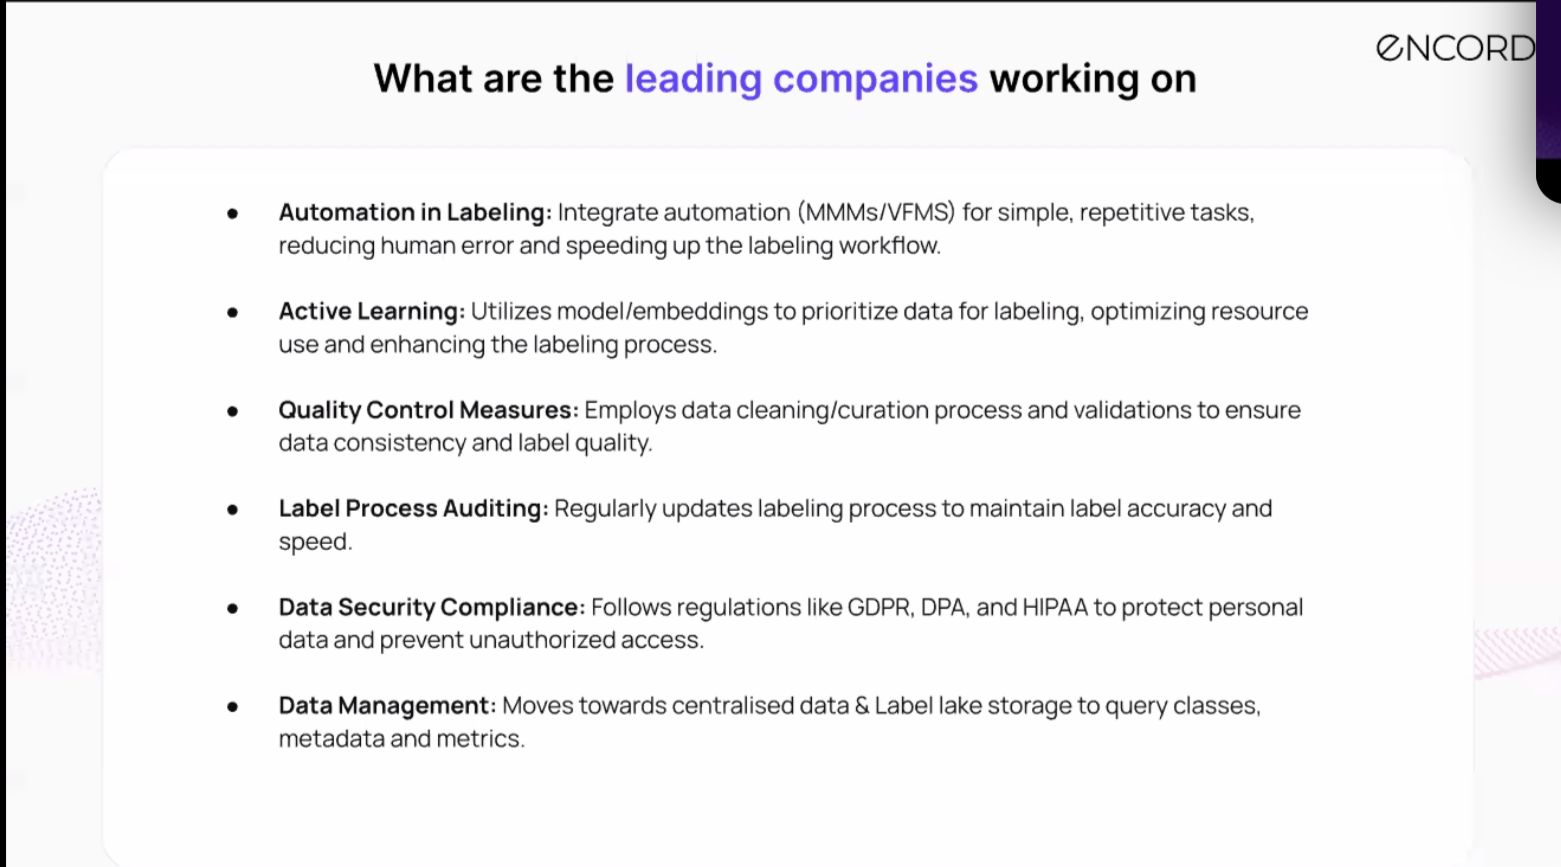 ENCORD
What are the leading companies working on
● Automation in Labeling: Integrate automation (MMMs/VFMS) for simple, repetitive tasks,
reducing human error and speeding up the labeling workflow.
● Active Learning: Utilizes model/embeddings to prioritize data for labeling, optimizing resource
use and enhancing the labeling process.
● Quality Control Measures: Employs data cleaning/curation process and validations to ensure
data consistency and label quality.
● Label Process Auditing: Regularly updates labeling process to maintain label accuracy and
speed.
● Data Security Compliance: Follows regulations like GDPR, DPA, and HIPAA to protect personal
data and prevent unauthorized access.
● Data Management: Moves towards centralised data & Label lake storage to query classes,
metadata and metrics.